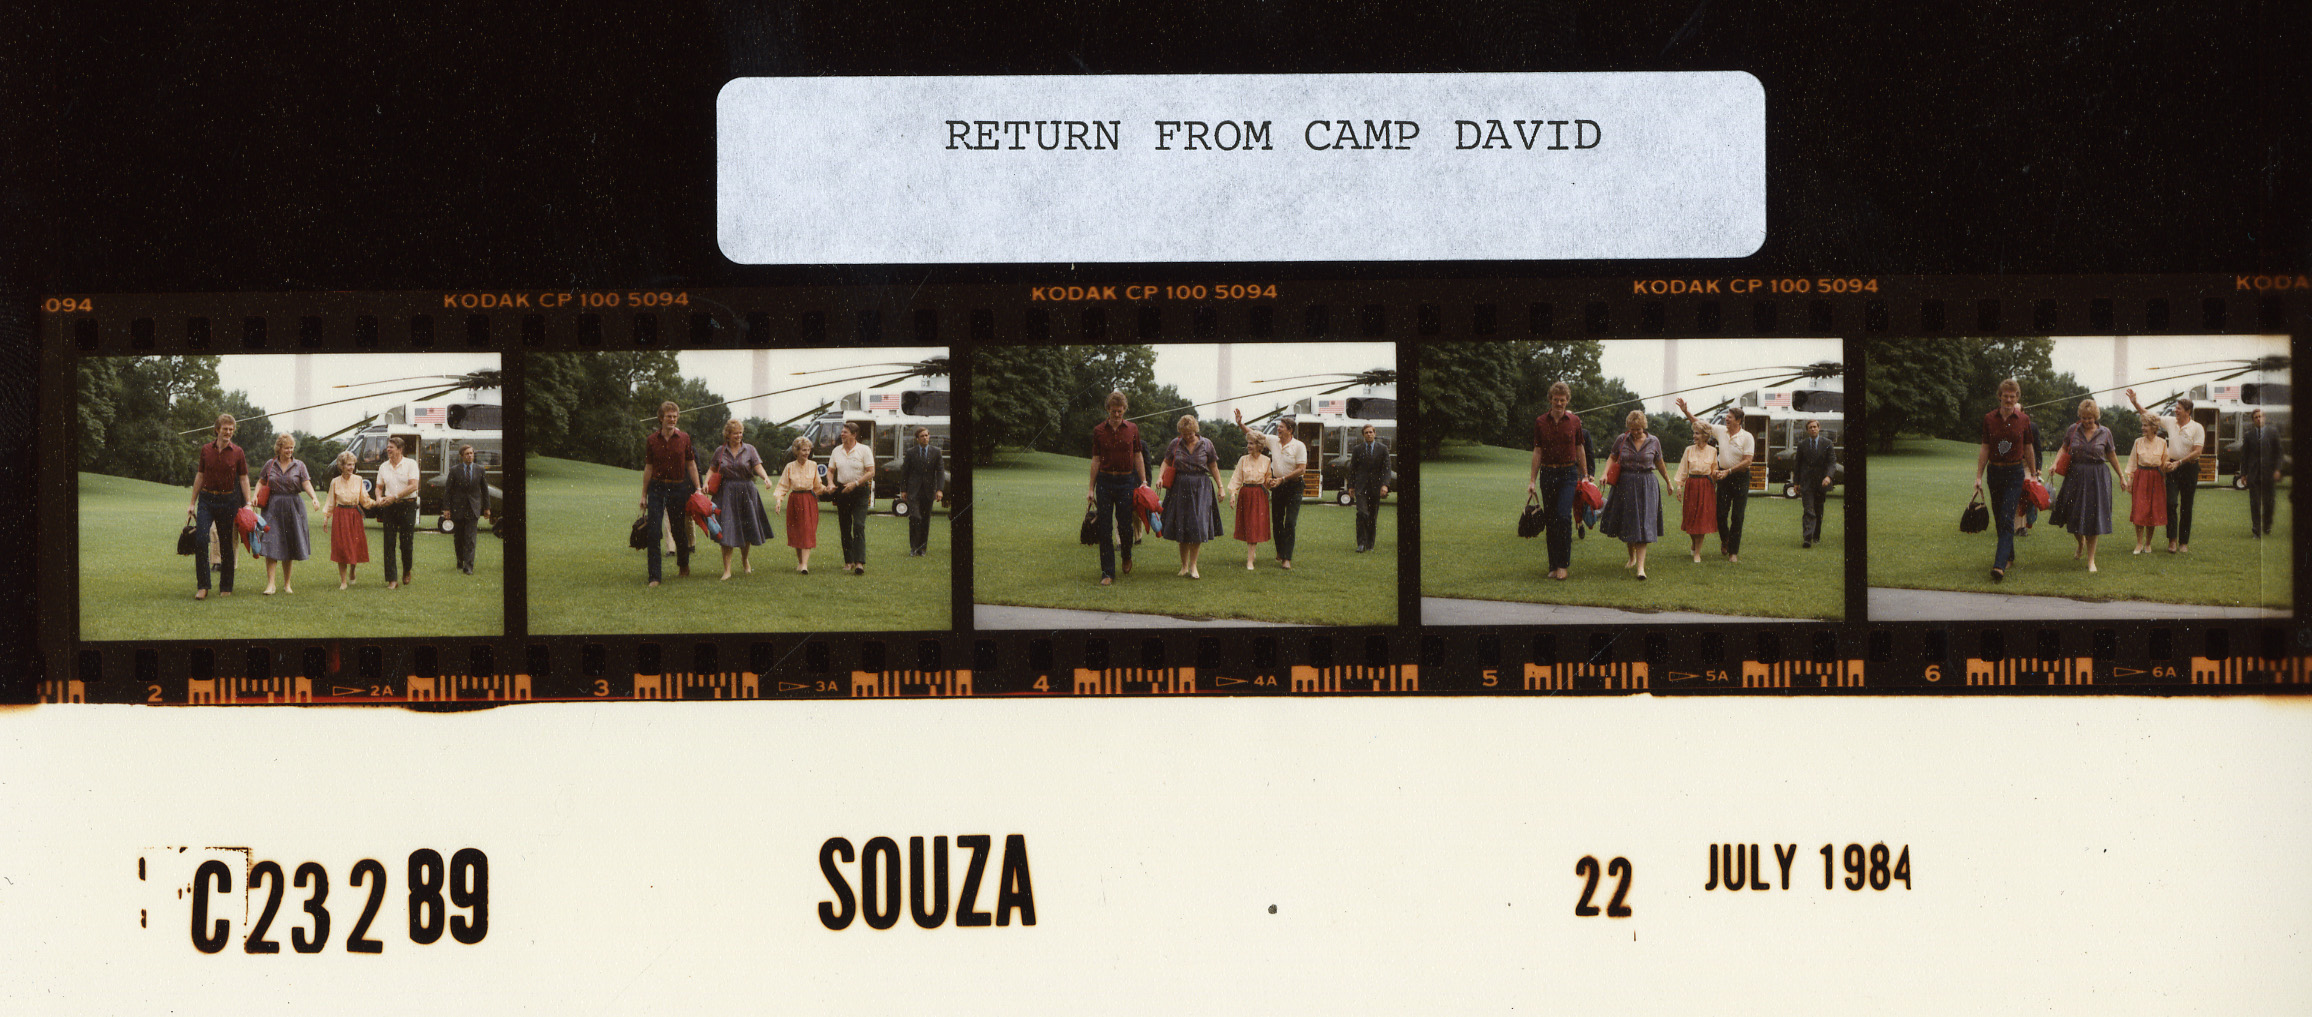 RETURN FROM CAMP DAVID
094 KODAK CP 100 5094 KODAK CP 100 5094 KODAK CP 100 5094 KODA
2 2A 3 3A 4 4A 5 5A 6 6A
C23289 SOUZA 22 JULY 1984